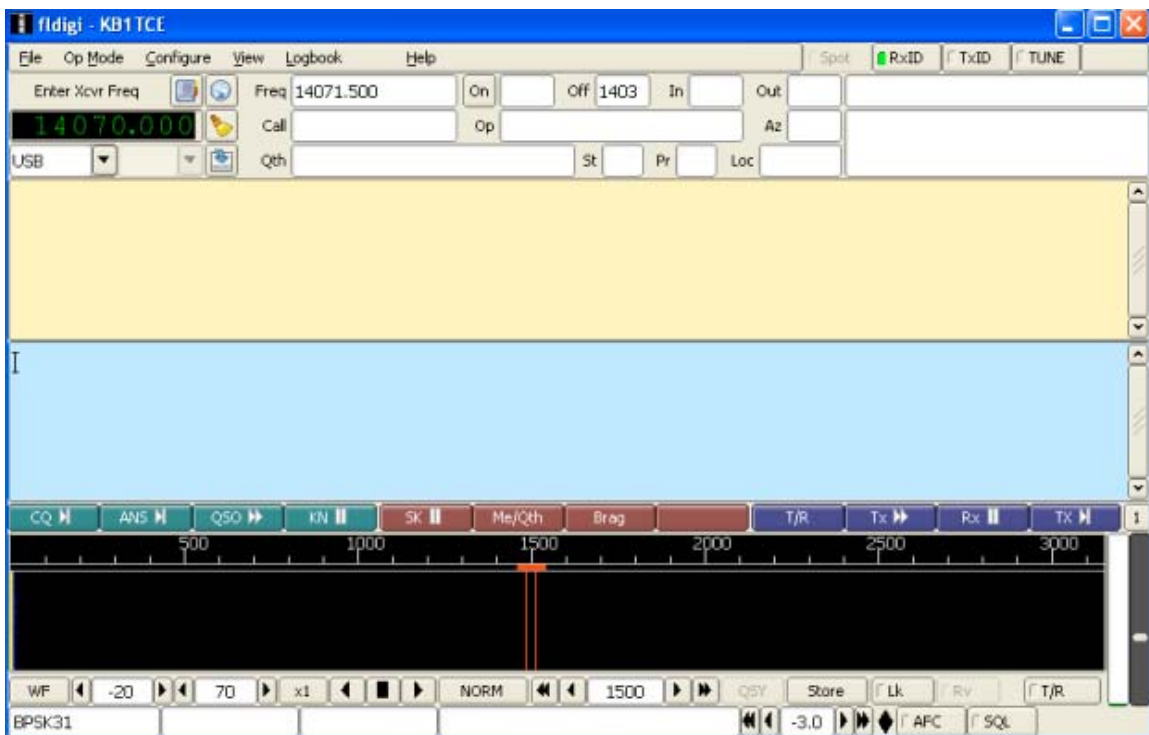 fldigi - KB1TCE
File Op Mode Configure View Logbook Help Spot RxID TxID TUNE
Enter Xcvr Freq Freq 14071.500 On Off 1403 In Out
14070.000 Call Op Az
USB Qth St Pr Loc
CQ ANS QSO KN SK Me/Qth Brag T/R Tx Rx TX 1
500 1000 1500 2000 2500 3000
WF -20 70 x1 NORM 1500 QSY Store Lk Rv T/R
BPSK31 -3.0 AFC SQL